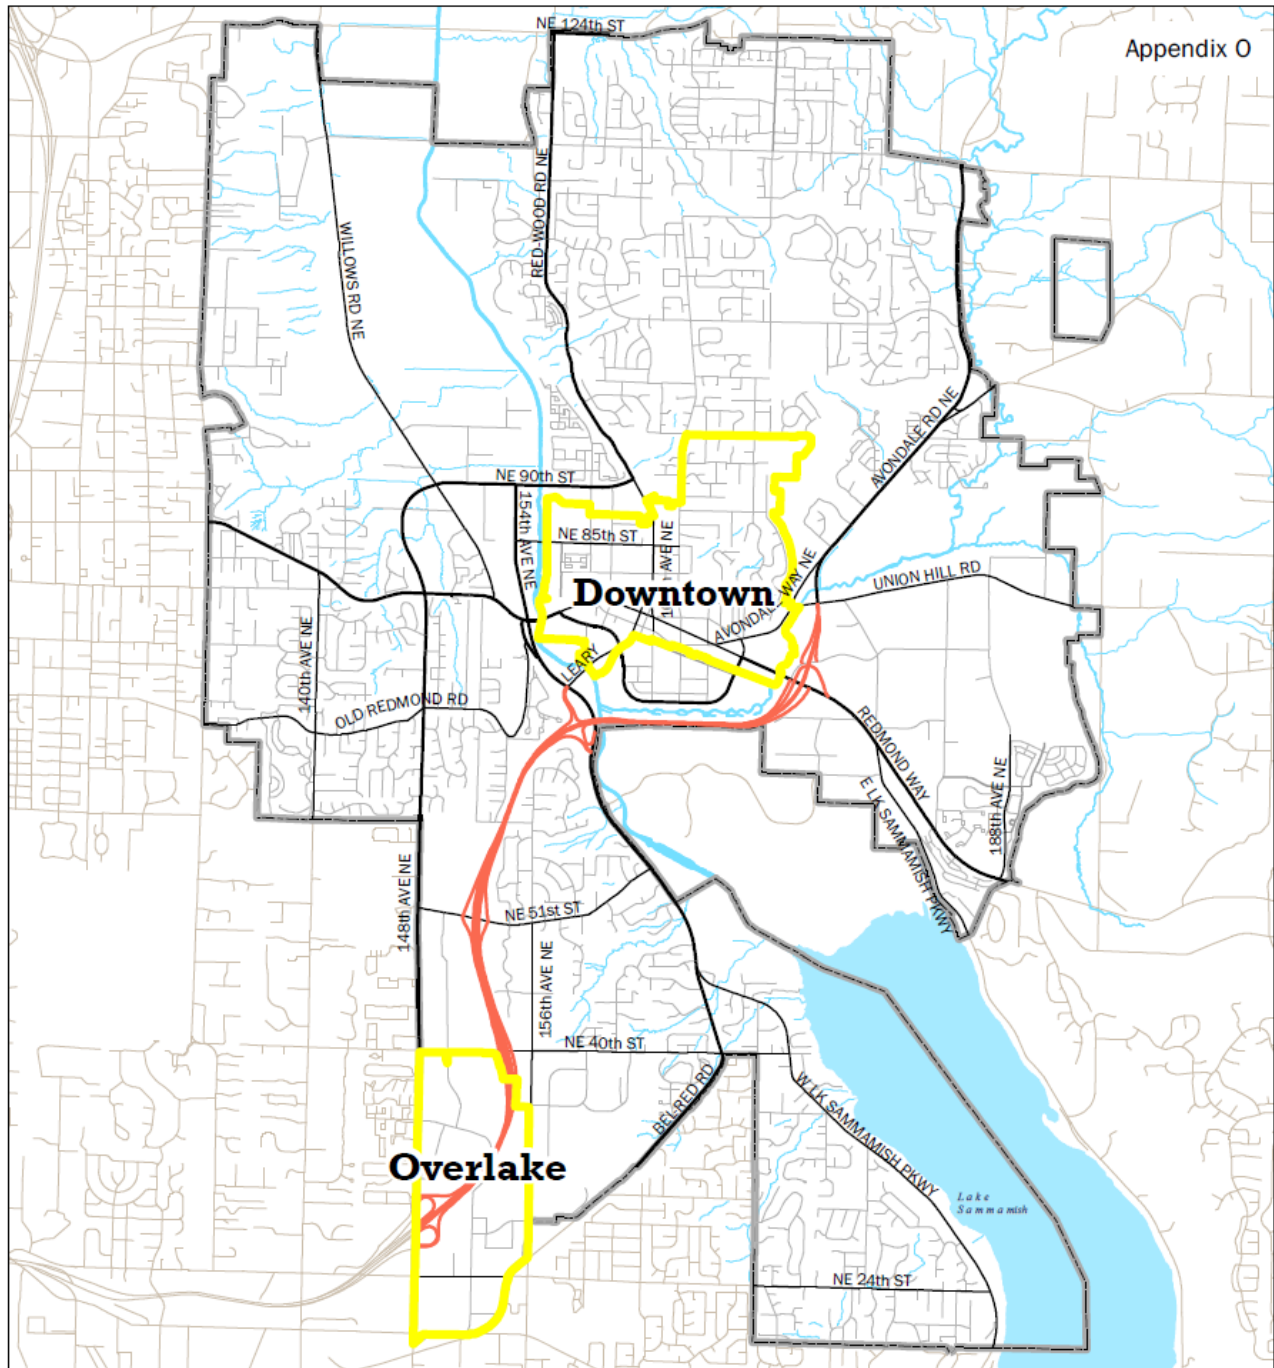 NE 124th ST
Appendix O
RED-WOOD RD NE
WILLOWS RD NE
AVONDALE RD NE
NE 90th ST
154th AVE NE
NE 85th ST
AVE NE
Downtown
AVONDALE WAY NE
UNION HILL RD
140th AVE NE
LEARY
OLD REDMOND RD
REDMOND WAY
E LK SAMMAMISH PKWY
188th AVE NE
148th AVE NE
NE 51st ST
156th AVE NE
NE 40th ST
BEL-RED RD
W LK SAMMAMISH PKWY
Overlake
Lake
Sammamish
NE 24th ST